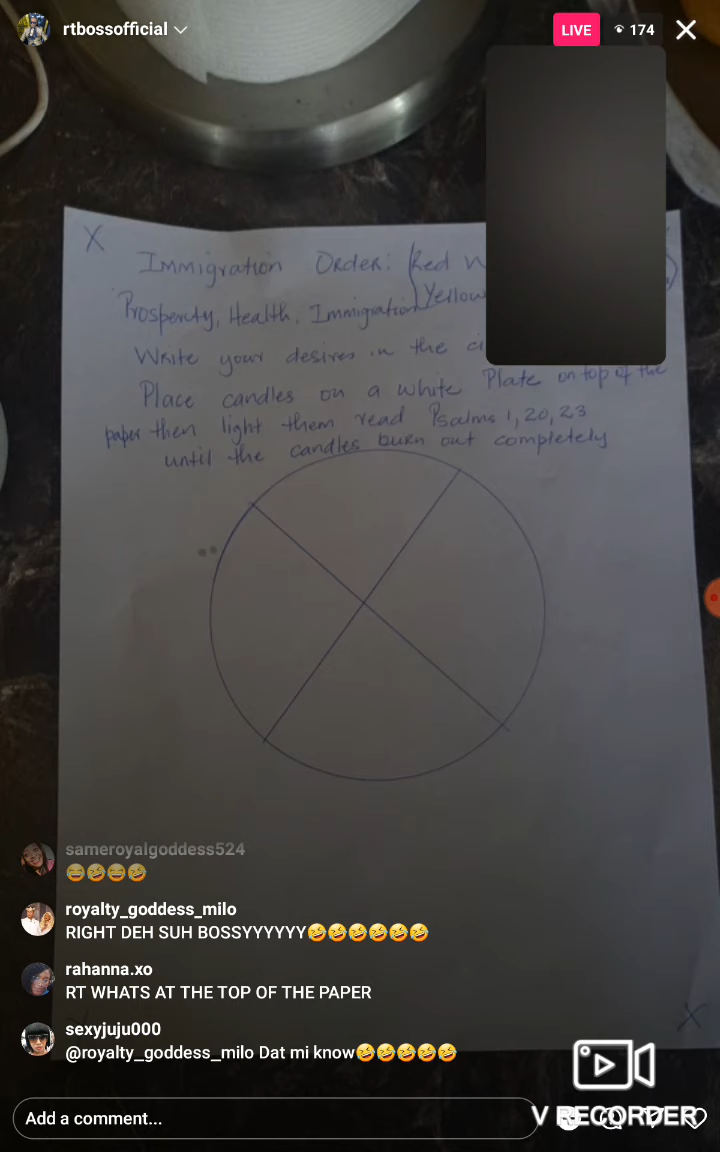 rtbossofficial
LIVE
174
X
Immigration Order: (Red
Prosperity, Health, Immigration (Yellow
Write your desires in the
Place candles on a white Plate on top of the
paper then light them read Psalms 1, 20, 23
until the candles burn out completely
sameroyalgoddess524
😂🤣😂🤣
royalty_goddess_milo
RIGHT DEH SUH BOSSYYYYYY🤣🤣🤣🤣🤣🤣
rahanna.xo
RT WHATS AT THE TOP OF THE PAPER
X
sexyjuju000
@royalty_goddess_milo Dat mi know🤣🤣🤣🤣🤣
Add a comment...
V RECORDER